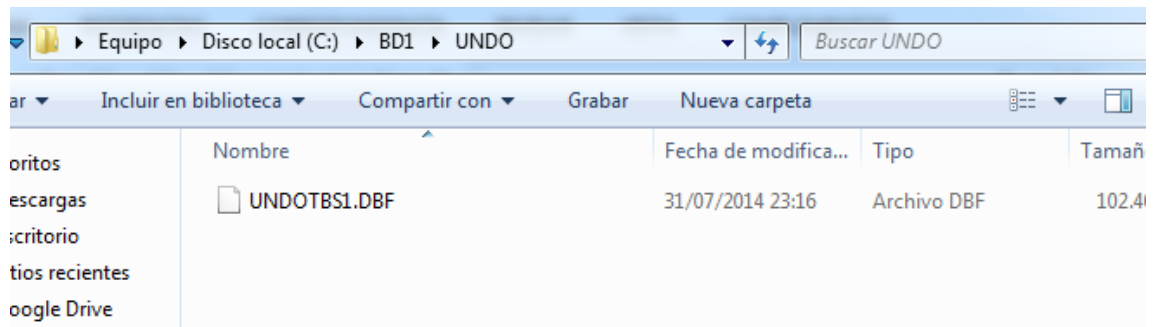 Equipo Disco local (C:) BD1 UNDO Buscar UNDO
ar Incluir en biblioteca Compartir con Grabar Nueva carpeta
Nombre Fecha de modifica... Tipo Tamañ
oritos
UNDOTBS1.DBF 31/07/2014 23:16 Archivo DBF 102.4
escargas
scritorio
tios recientes
oogle Drive